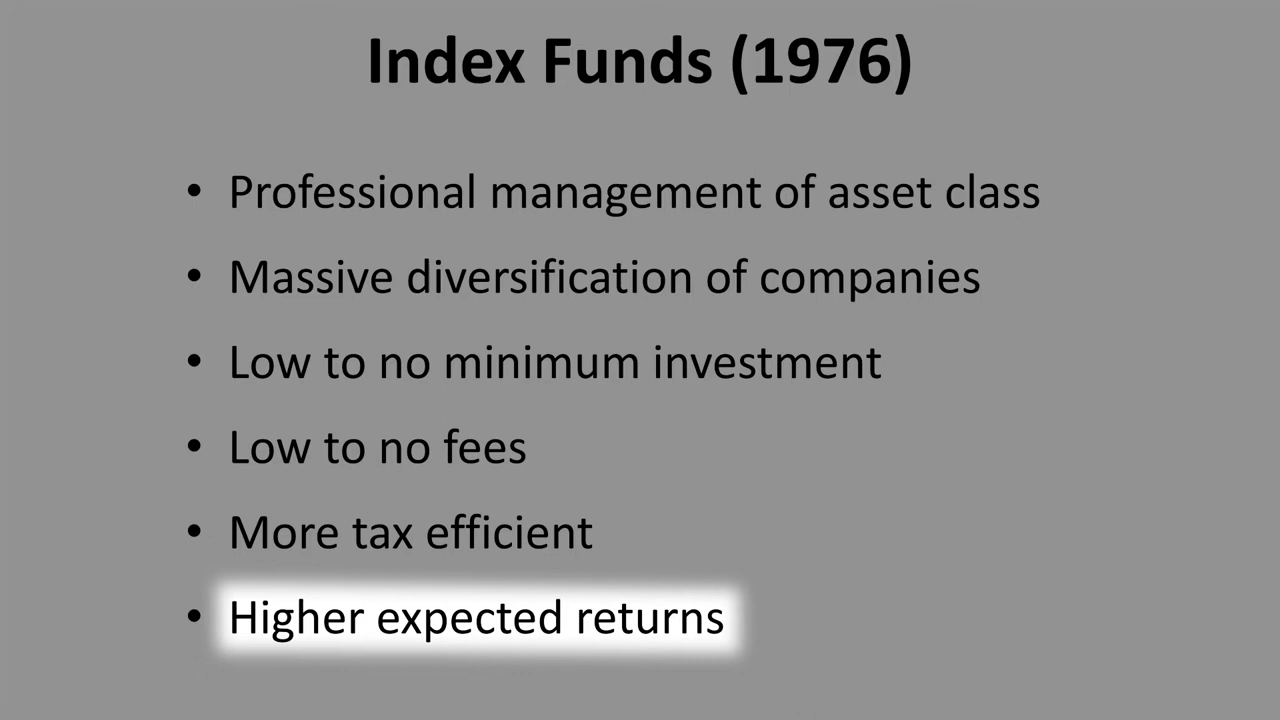 Index Funds (1976)
• Professional management of asset class
• Massive diversification of companies
• Low to no minimum investment
• Low to no fees
• More tax efficient
• Higher expected returns